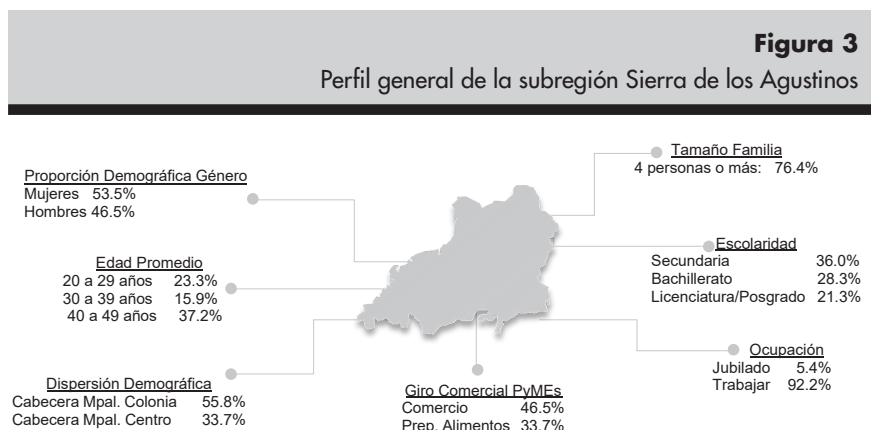 Figura 3
Perfil general de la subregión Sierra de los Agustinos
Proporción Demográfica Género
Mujeres 53.5%
Hombres 46.5%
Edad Promedio
20 a 29 años 23.3%
30 a 39 años 15.9%
40 a 49 años 37.2%
Dispersión Demográfica
Cabecera Mpal. Colonia 55.8%
Cabecera Mpal. Centro 33.7%
Giro Comercial PyMEs
Comercio 46.5%
Prep. Alimentos 33.7%
Tamaño Familia
4 personas o más: 76.4%
Escolaridad
Secundaria 36.0%
Bachillerato 28.3%
Licenciatura/Posgrado 21.3%
Ocupación
Jubilado 5.4%
Trabajar 92.2%